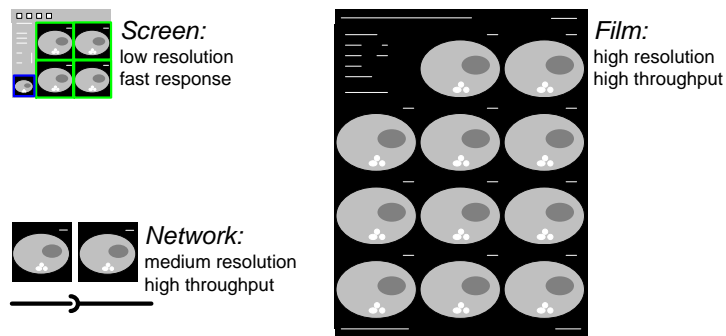 Screen:
low resolution
fast response
Film:
high resolution
high throughput
Network:
medium resolution
high throughput